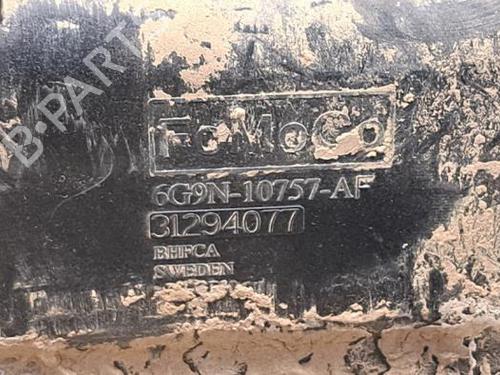 B-PARTS
FoMoCo
6G9N-10757-AF
31294077
BHFCA
SWEDEN